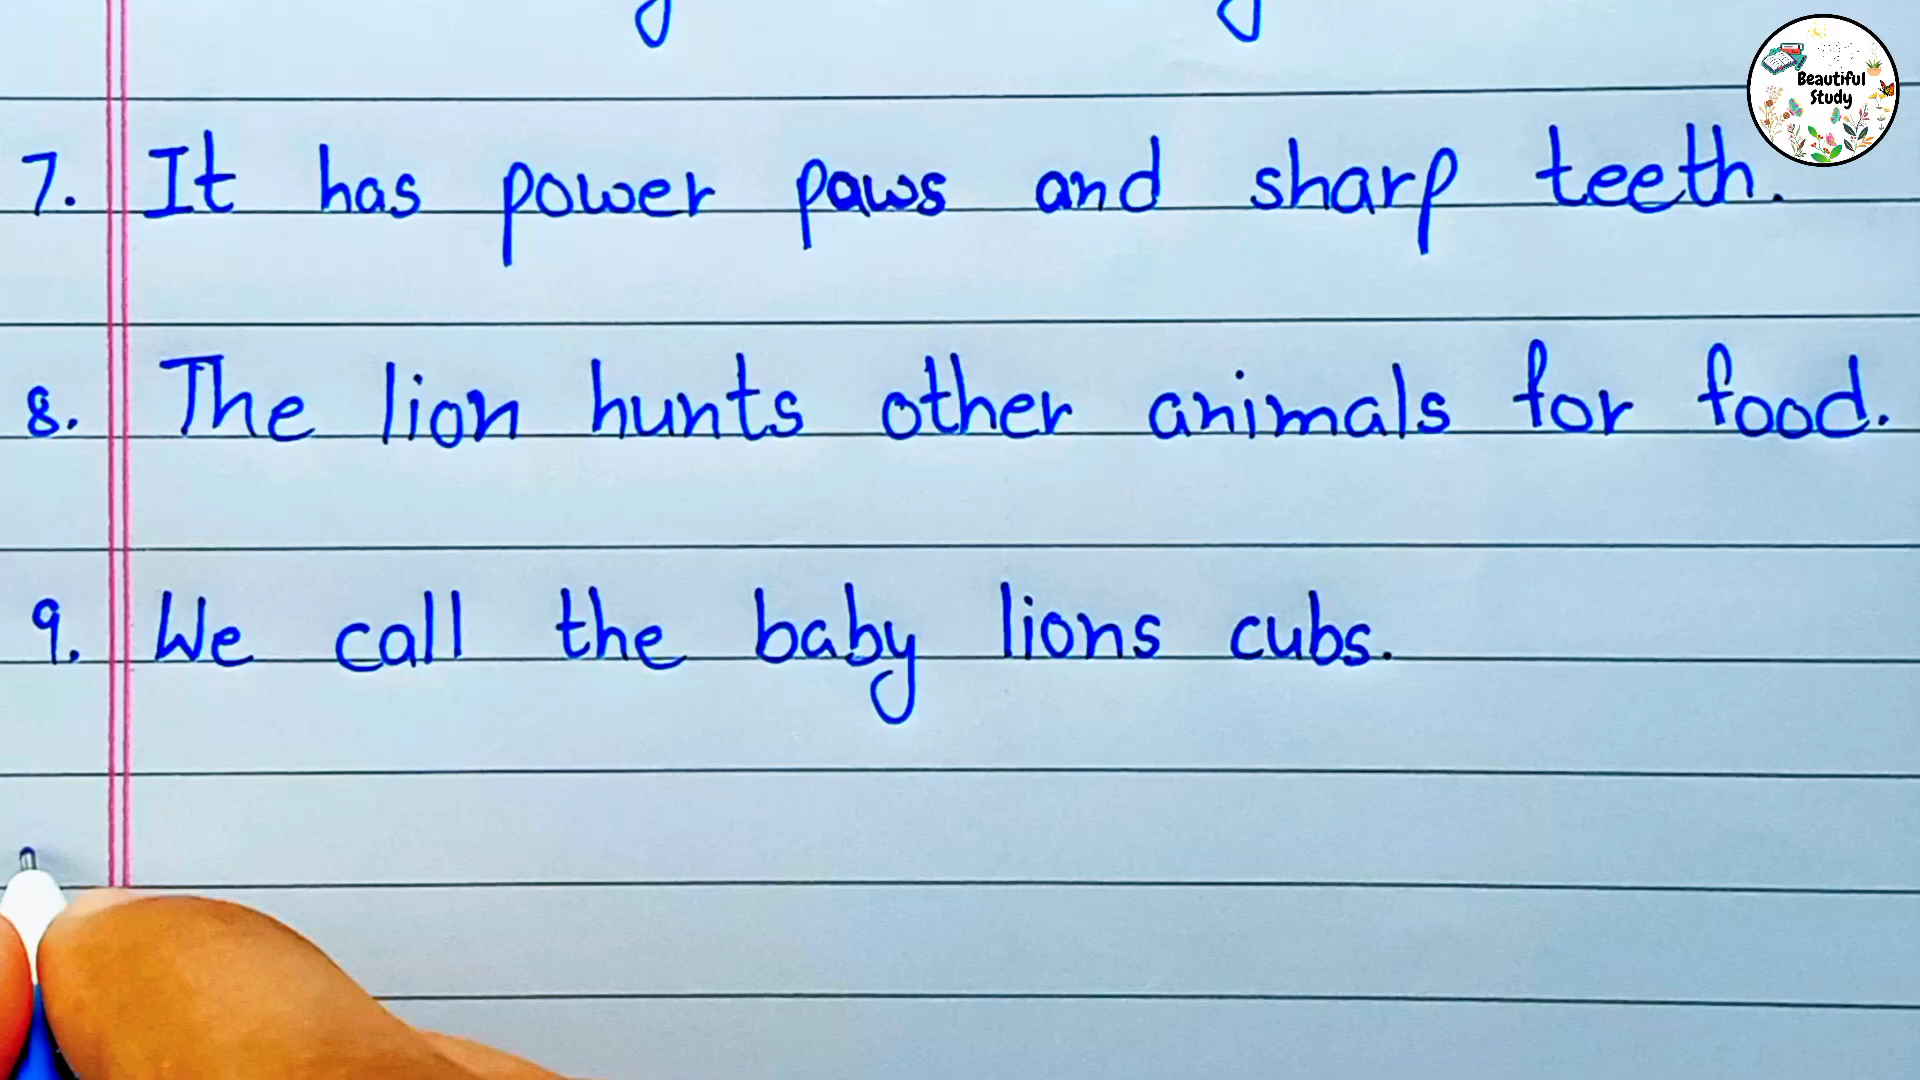 Beautiful
Study
7. It has power paws and sharp teeth.
8. The lion hunts other animals for food.
9. We call the baby lions cubs.